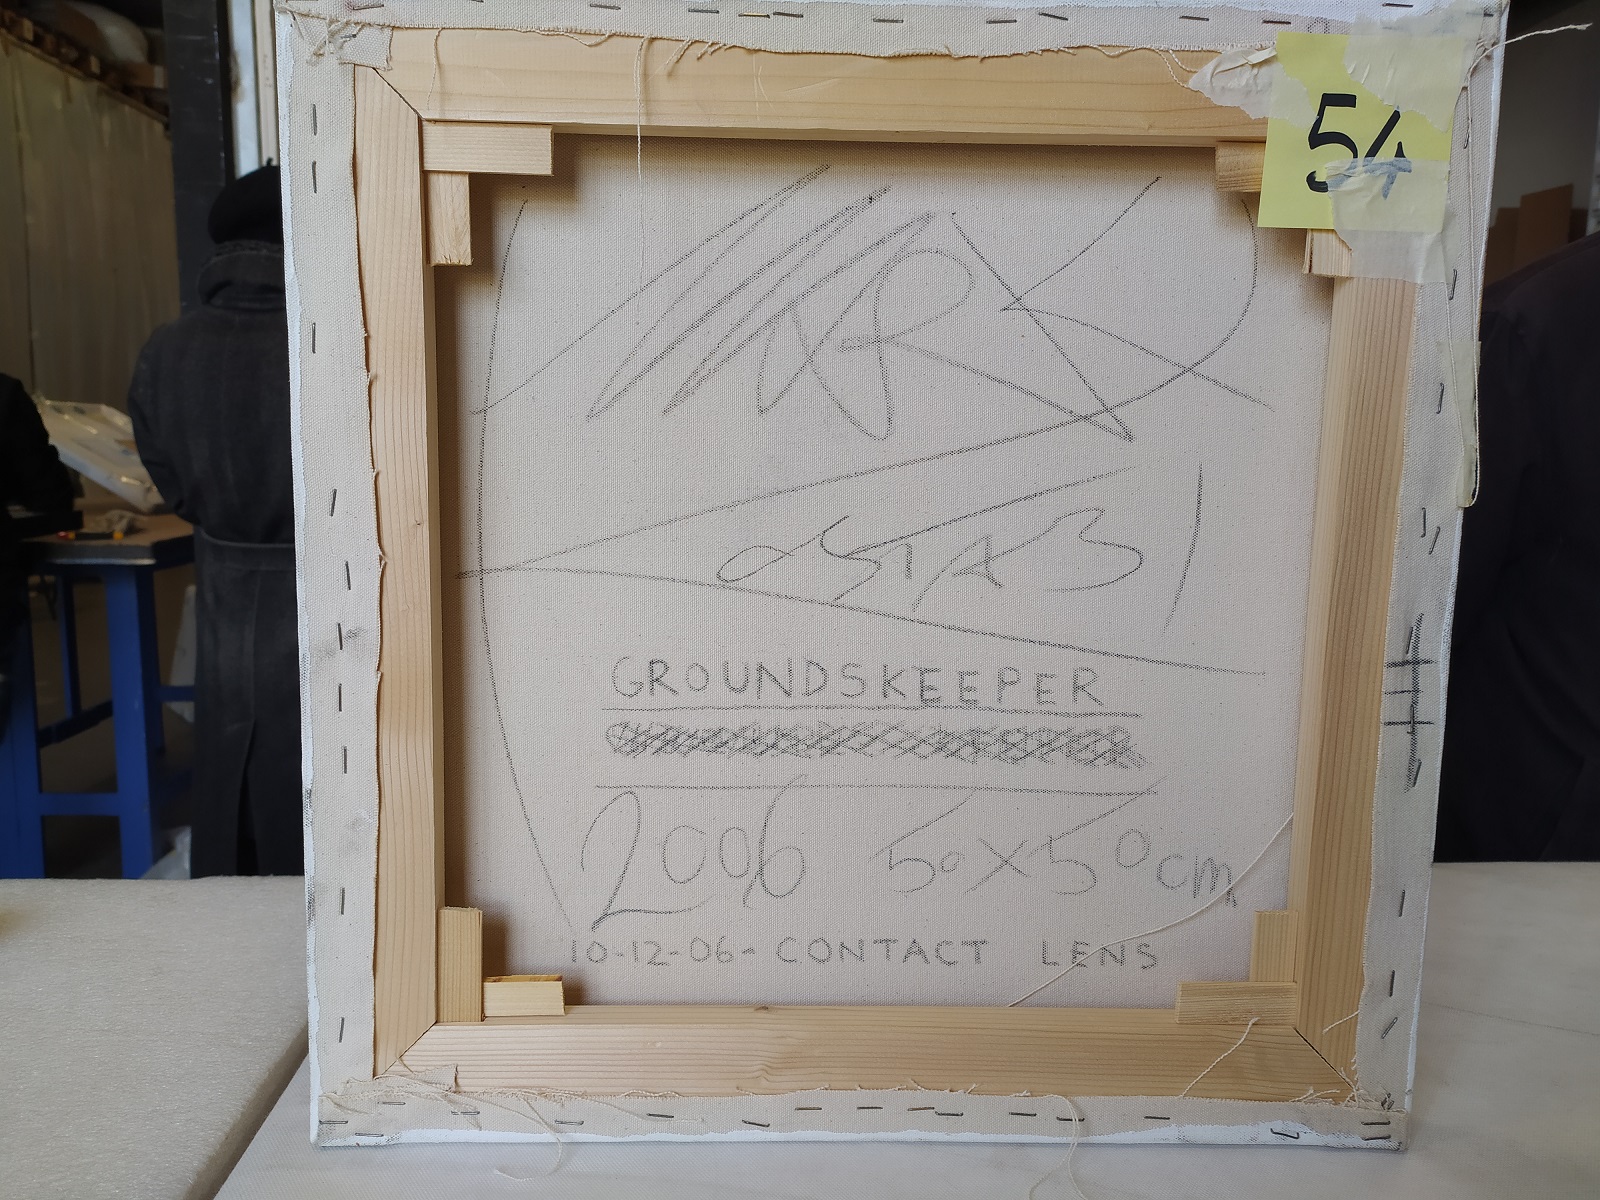 54
GROUNDSKEEPER
2006 50X50cm
10-12-06- CONTACT LENS